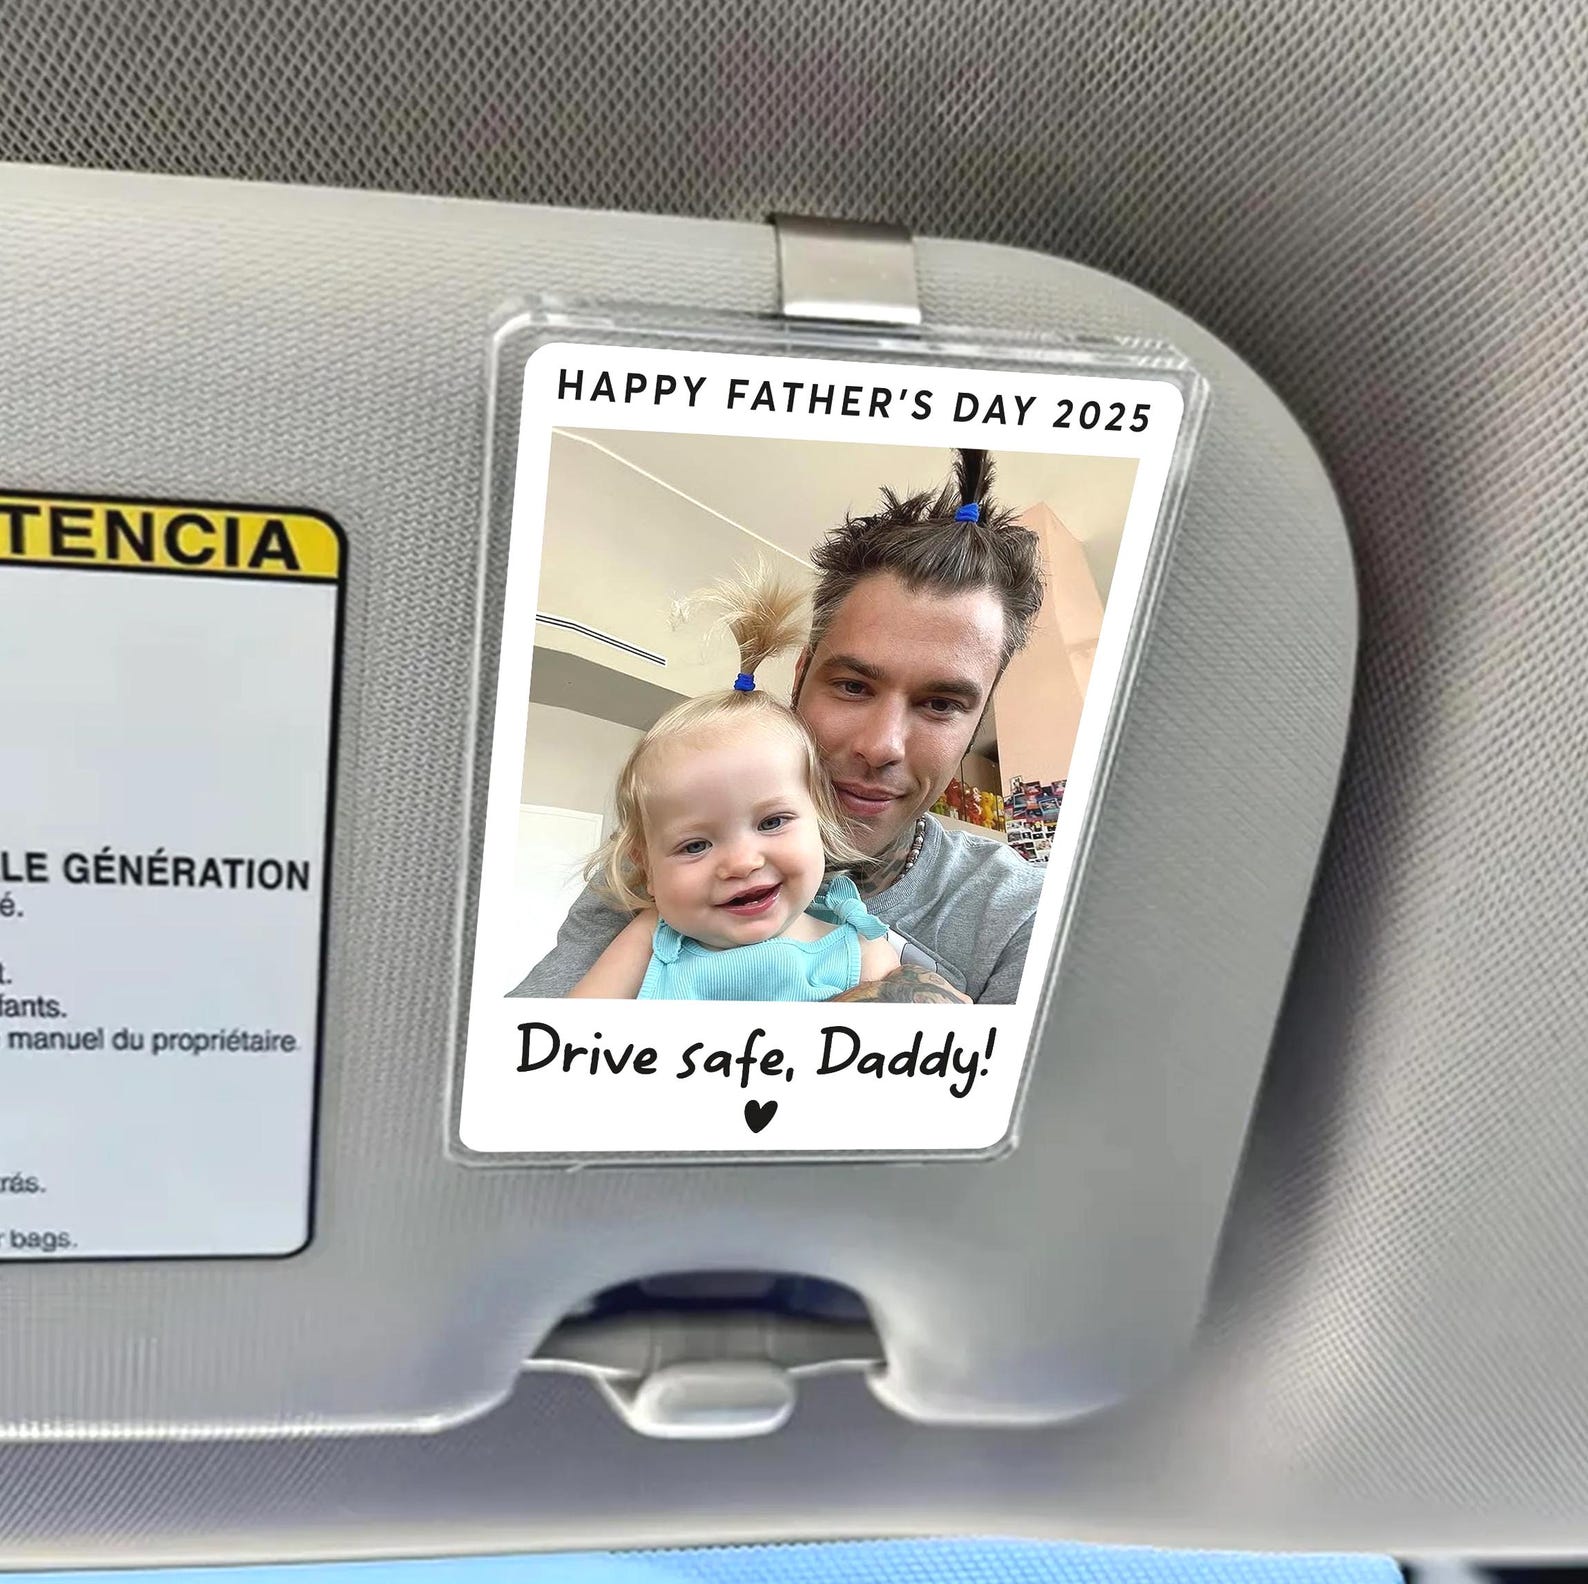 TENCIA
LE GÉNÉRATION
é.
t.
fants.
manuel du propriétaire.
rás.
r bags.
HAPPY FATHER'S DAY 2025
Drive safe, Daddy!